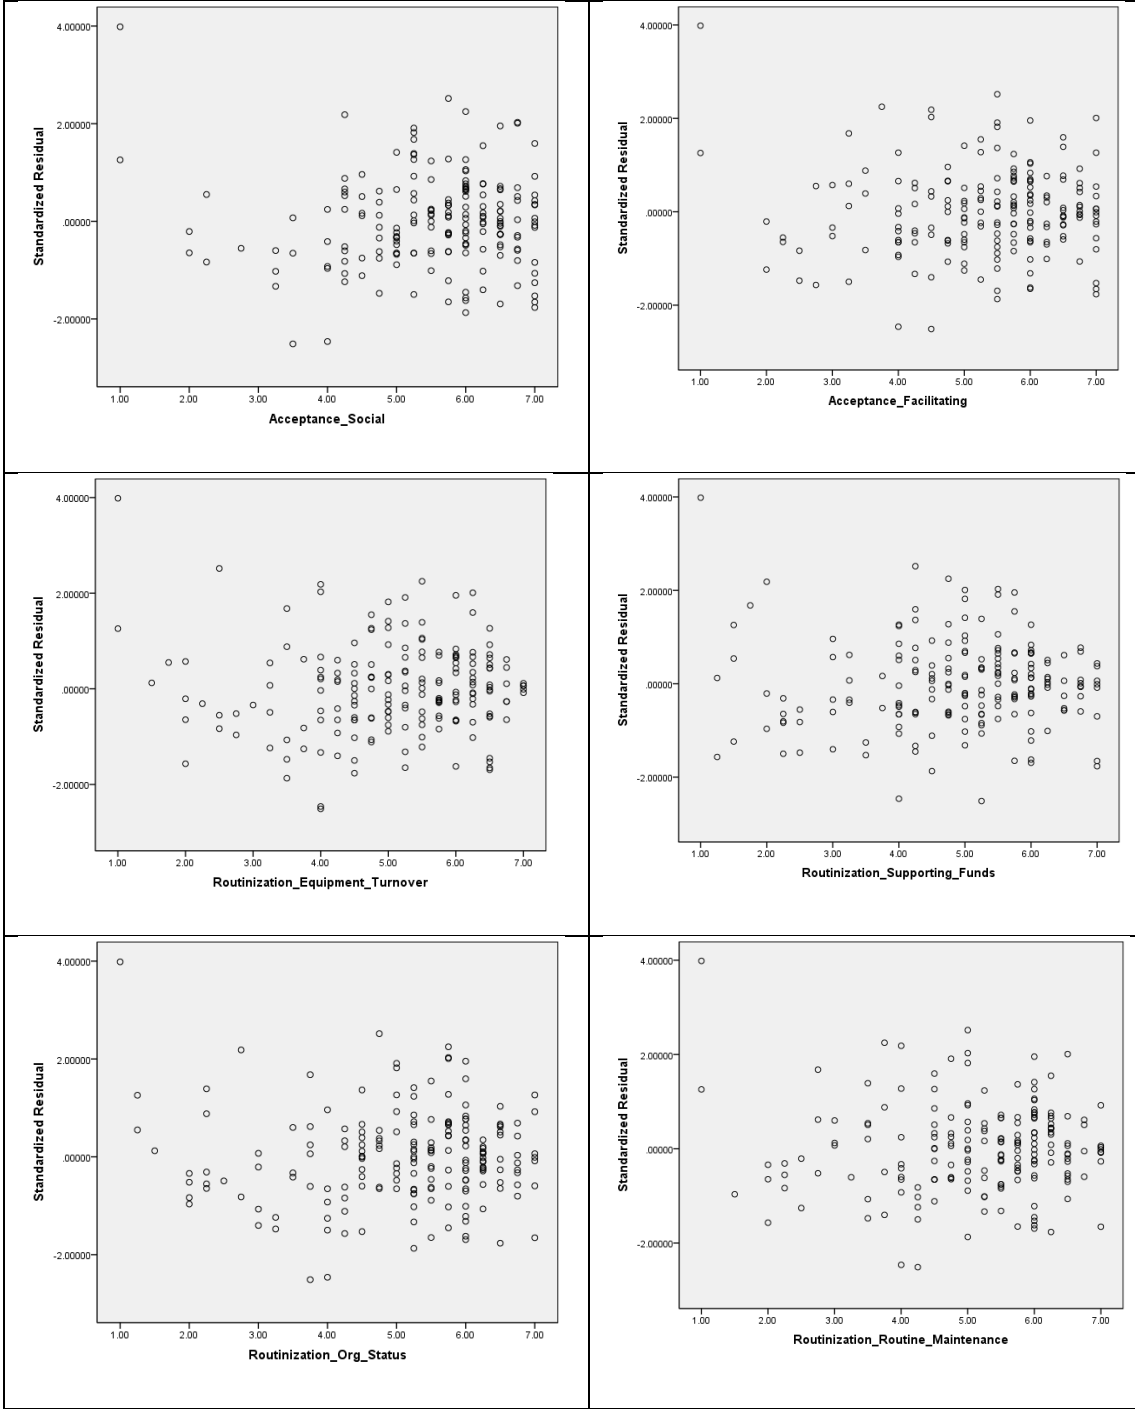 4.00000
2.00000
.00000
-2.00000
Standardized Residual
1.00 2.00 3.00 4.00 5.00 6.00 7.00
Acceptance_Social
4.00
2.00
.00000
-2.00000
Standardized Residual
1.00 2.00 3.00 4.00 5.00 6.00 7.00
Acceptance_Facilitating
4.00000
2.00000
.00000
-2.00000
Standardized Residual
1.00 2.00 3.00 4.00 5.00 6.00 7.00
Routinization_Equipment_Turnover
4.00000
2.00000
.00000
-2.00000
Standardized Residual
1.00 2.00 3.00 4.00 5.00 6.00 7.00
Routinization_Supporting_Funds
4.00000
2.00000
.00000
-2.00000
Standardized Residual
1.00 2.00 3.00 4.00 5.00 6.00 7.00
Routinization_Org_Status
4.00000
2.00000
.00000
-2.00000
Standardized Residual
1.00 2.00 3.00 4.00 5.00 6.00 7.00
Routinization_Routine_Maintenance